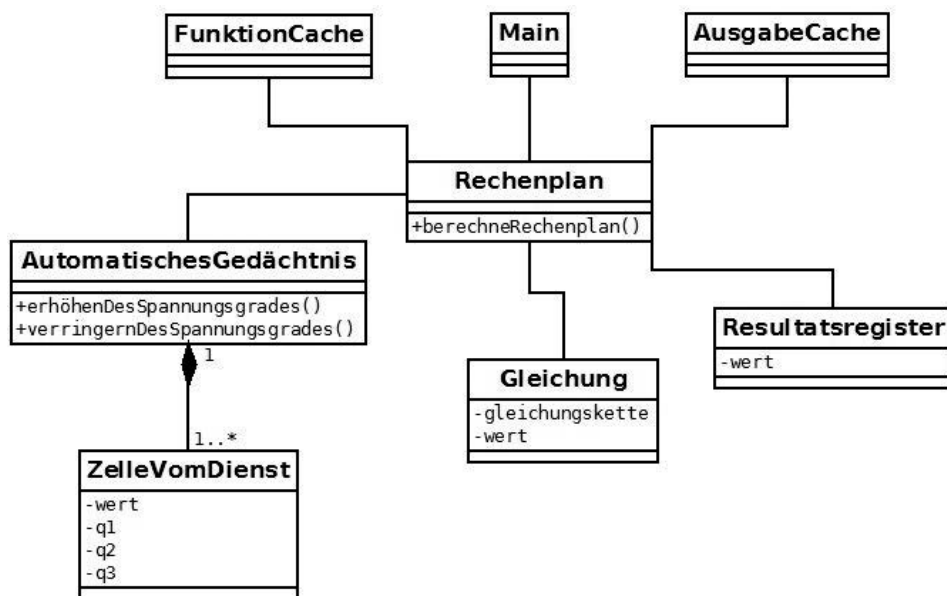 FunktionCache
Main
AusgabeCache
Rechenplan
+berechneRechenplan()
AutomatischesGedächtnis
+erhöhenDesSpannungsgrades()
+verringernDesSpannungsgrades()
1
1..*
ZelleVomDienst
-wert
-q1
-q2
-q3
Gleichung
-gleichungskette
-wert
Resultatsregister
-wert